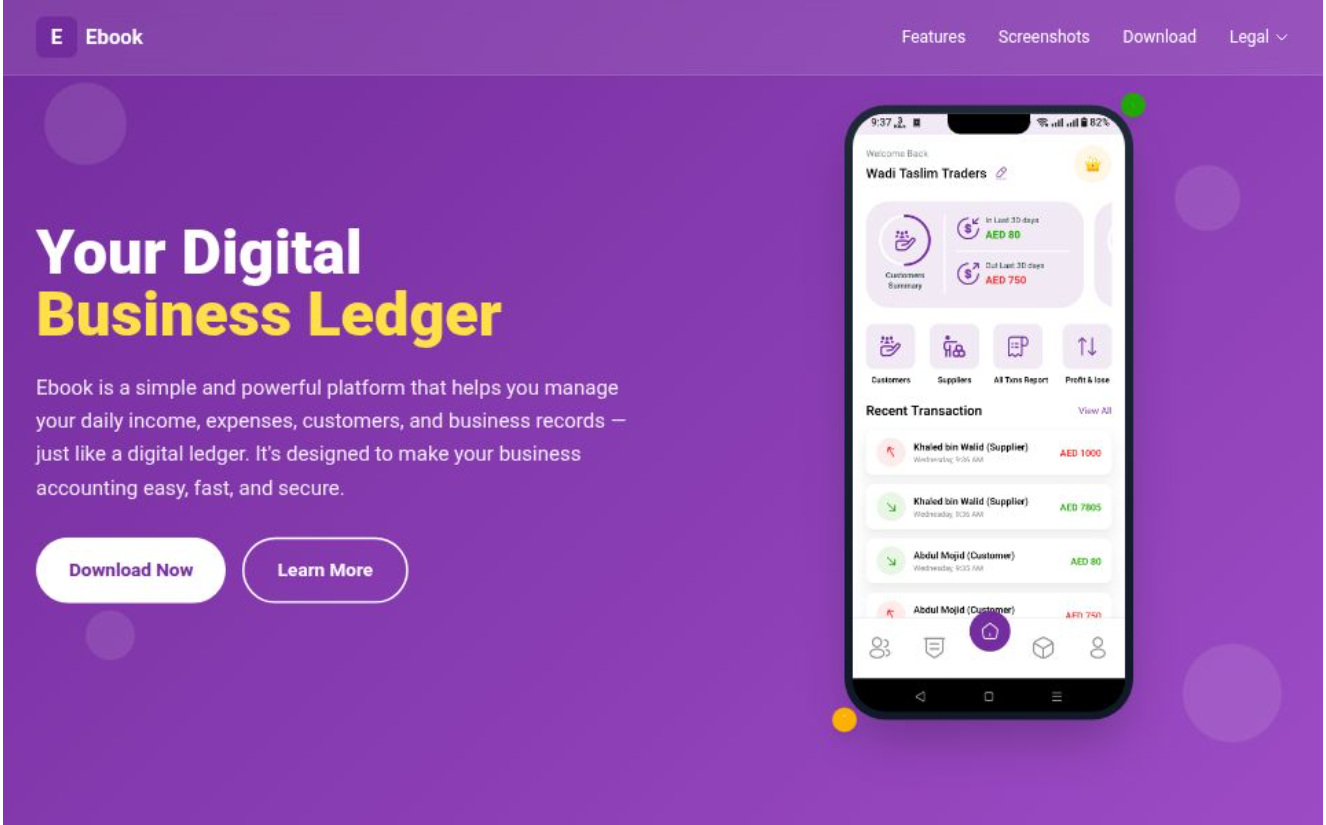 E Ebook
Features Screenshots Download Legal
Your Digital
Business Ledger
Ebook is a simple and powerful platform that helps you manage
your daily income, expenses, customers, and business records —
just like a digital ledger. It's designed to make your business
accounting easy, fast, and secure.
Download Now Learn More
9:37 82%
Welcome Back
Wadi Taslim Traders
Customers
Summary
In Last 30 days
AED 80
Out Last 30 days
AED 750
Customers Suppliers All Txns Report Profit & lose
Recent Transaction View All
Khaled bin Walid (Supplier) AED 1000
Wednesday, 9:36 AM
Khaled bin Walid (Supplier) AED 7805
Wednesday, 9:36 AM
Abdul Mojid (Customer) AED 80
Wednesday, 9:35 AM
Abdul Mojid (Customer) AED 750